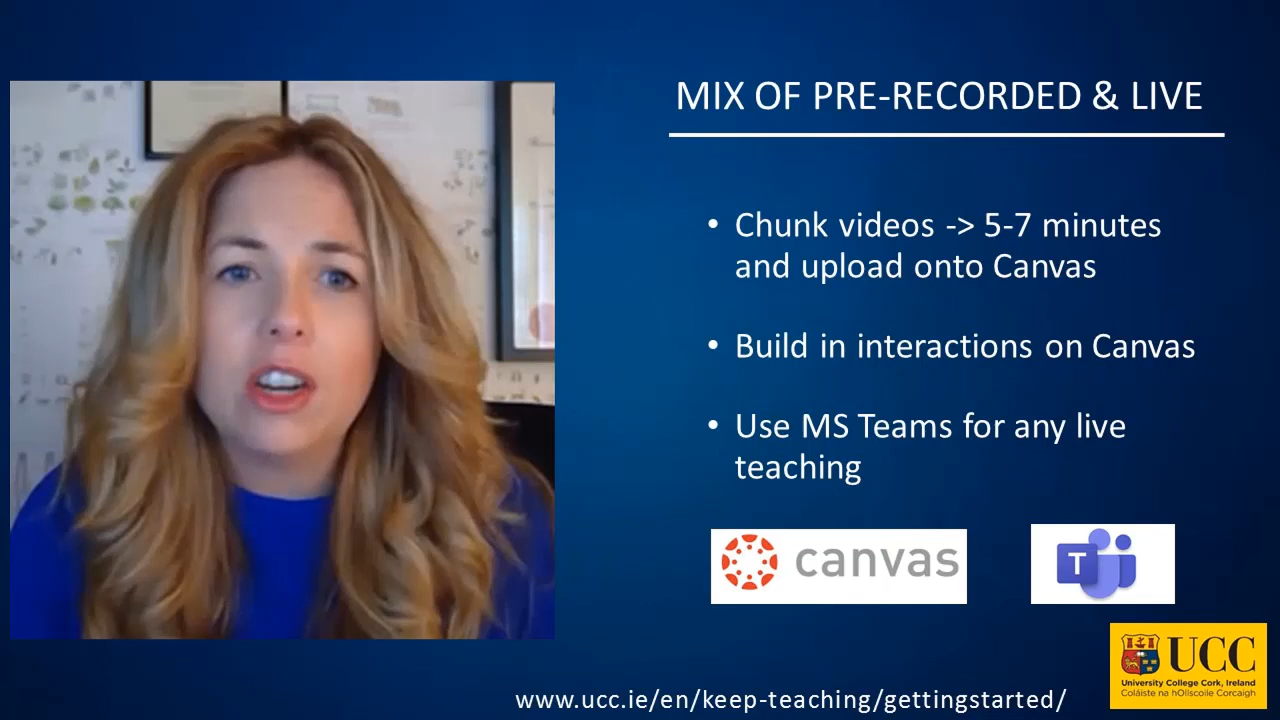 MIX OF PRE-RECORDED & LIVE
• Chunk videos -> 5-7 minutes
and upload onto Canvas
• Build in interactions on Canvas
• Use MS Teams for any live
teaching
canvas
T
UCC
University College Cork, Ireland
Coláiste na hOllscoile Corcaigh
www.ucc.ie/en/keep-teaching/gettingstarted/